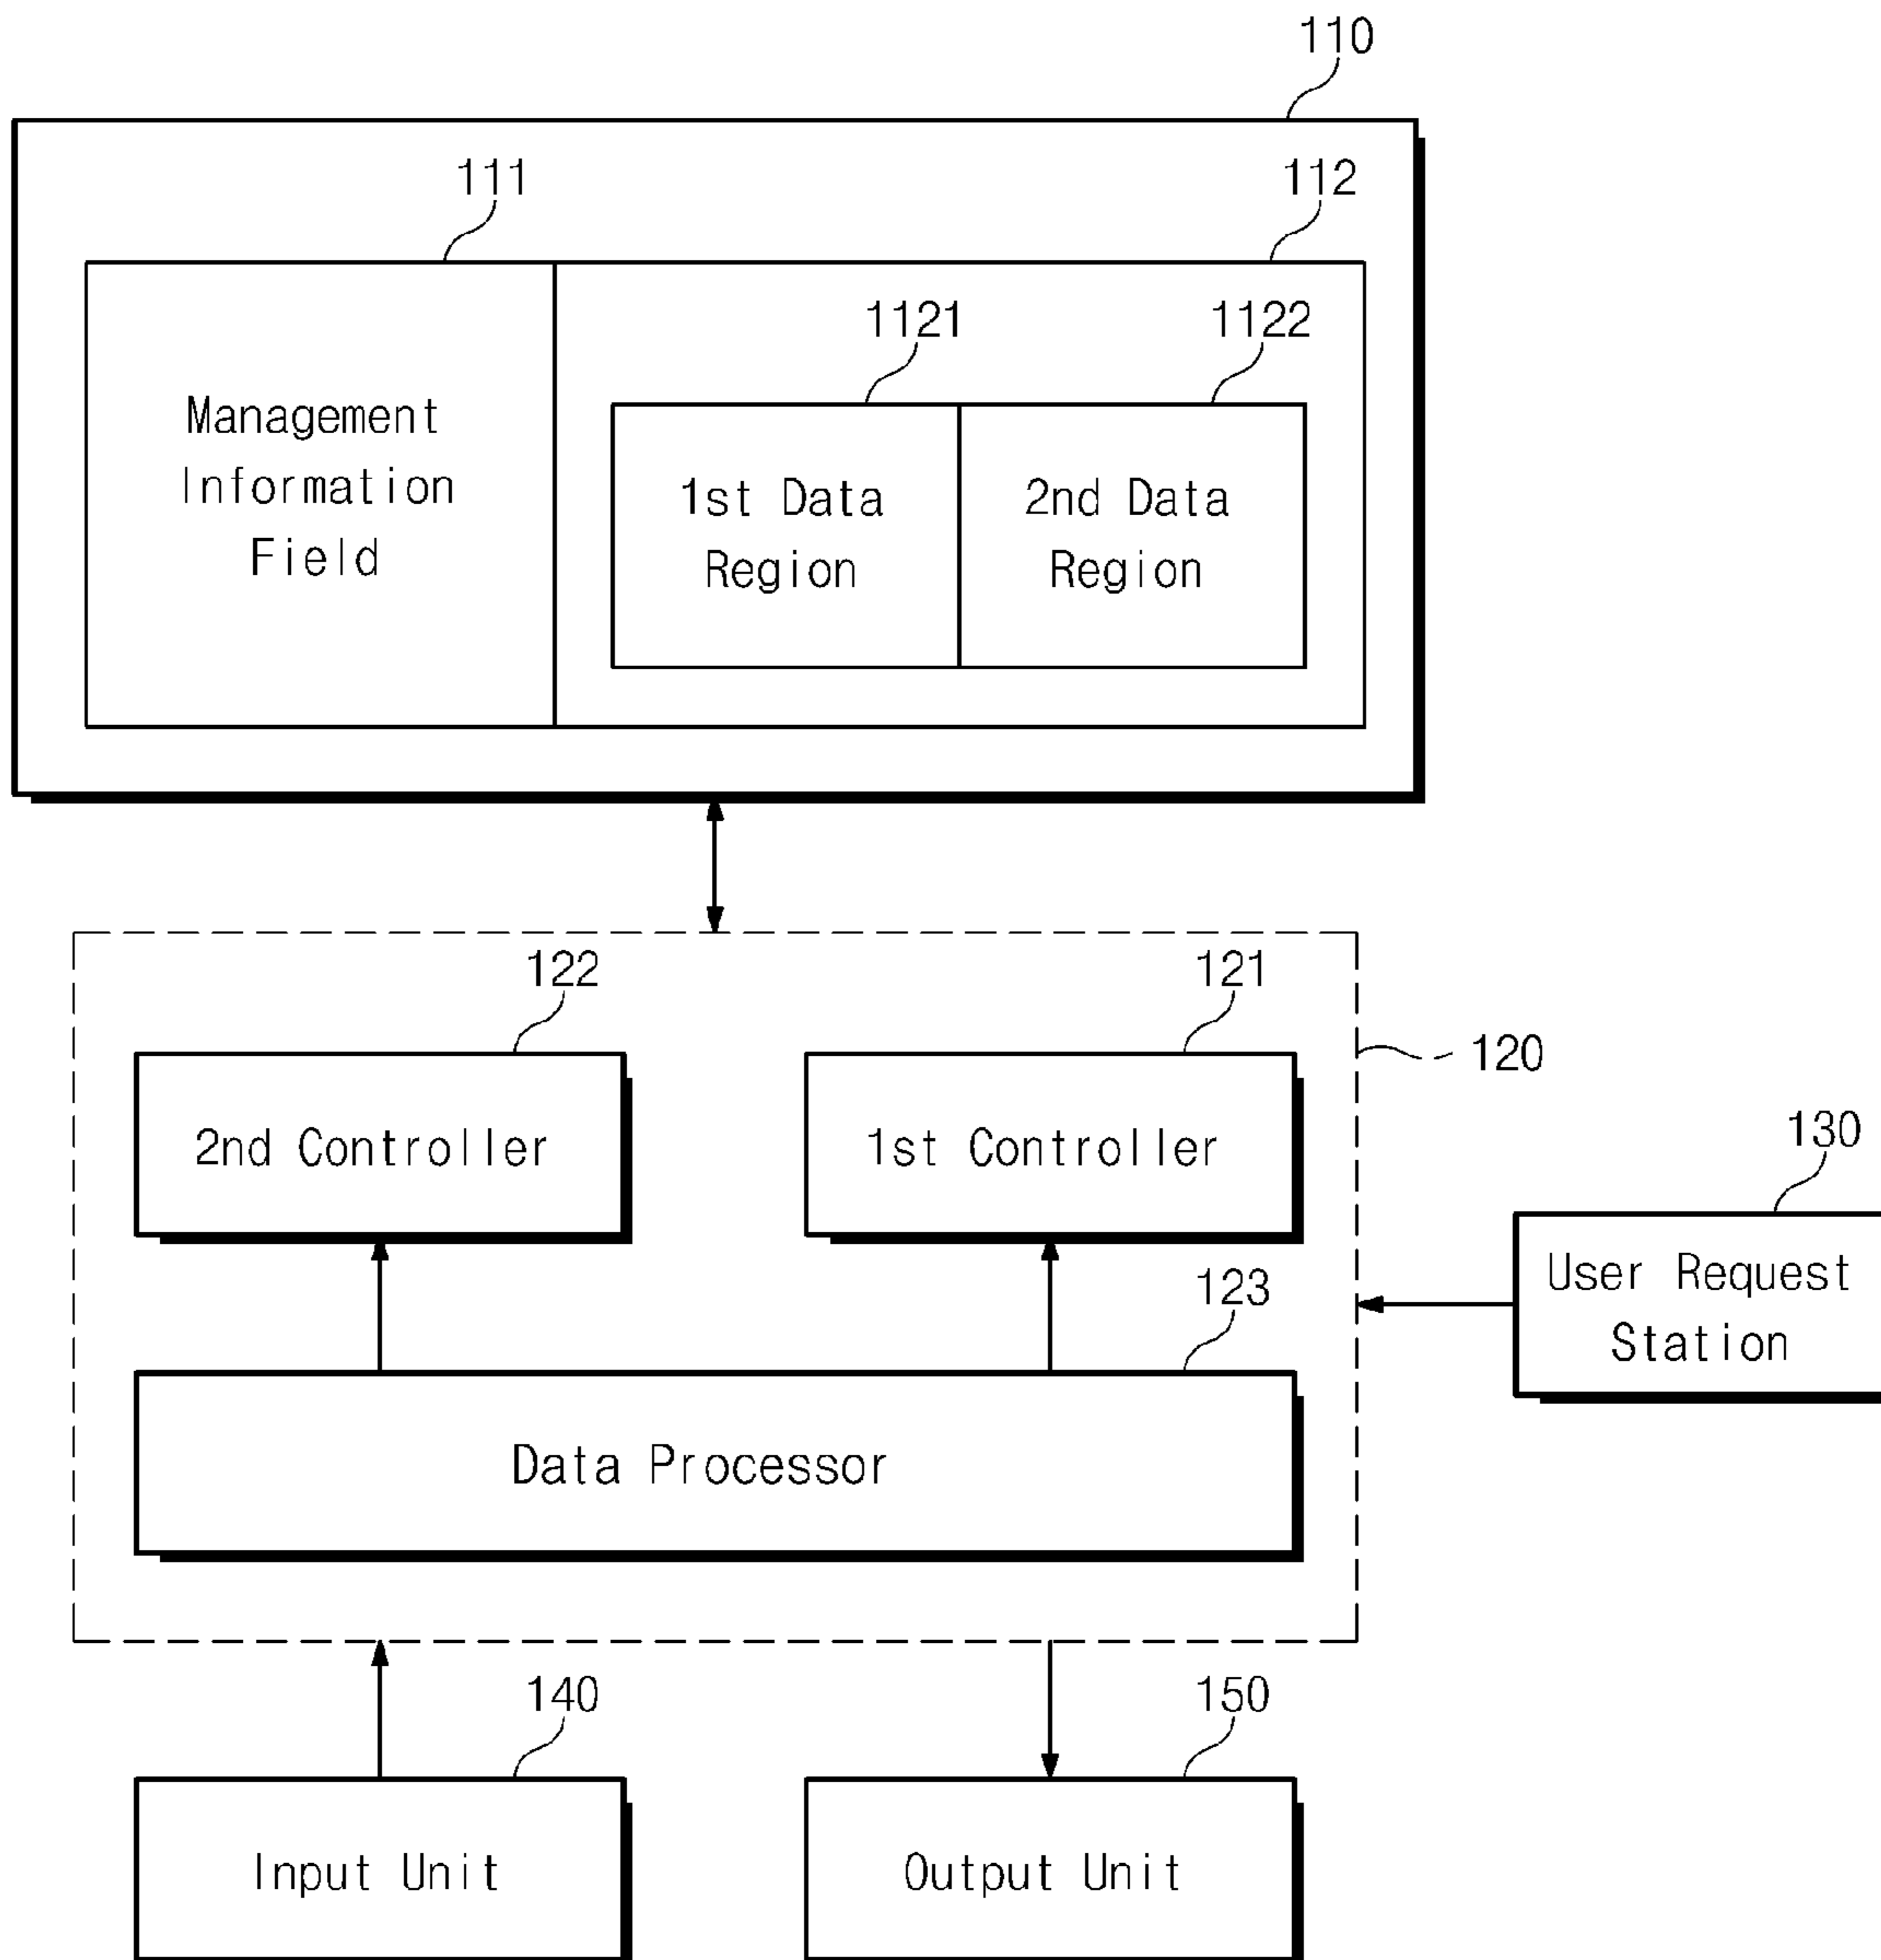 110
111
112
1121
1122
Management
Information
Field
1st Data
Region
2nd Data
Region
122
121
120
2nd Controller
1st Controller
130
User Request
Station
123
Data Processor
140
150
Input Unit
Output Unit